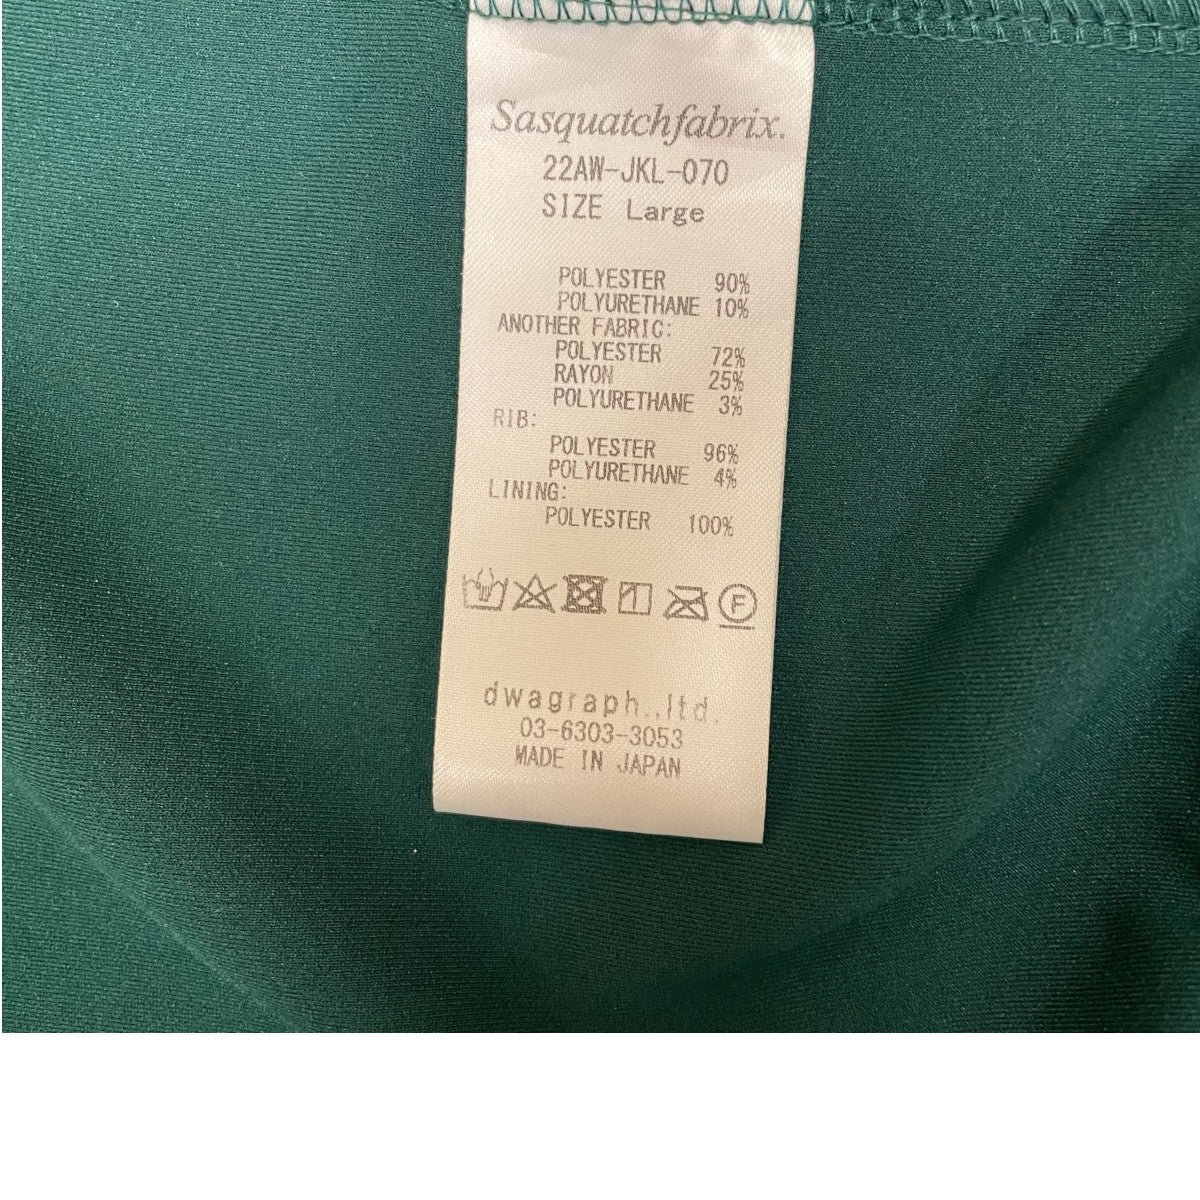 Sasquatchfabrix.
22AW-JKL-070
SIZE Large
POLYESTER 90%
POLYURETHANE 10%
ANOTHER FABRIC:
POLYESTER 72%
RAYON 25%
POLYURETHANE 3%
RIB:
POLYESTER 96%
POLYURETHANE 4%
LINING:
POLYESTER 100%
F
dwagraph.,ltd.
03-6303-3053
MADE IN JAPAN